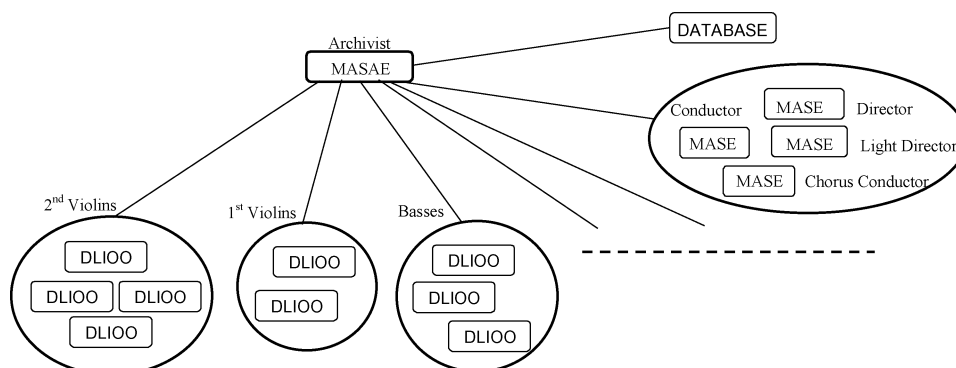 DATABASE
Archivist
MASAE
Conductor MASE Director
MASE MASE Light Director
MASE Chorus Conductor
2nd Violins
DLIOO
DLIOO DLIOO
DLIOO
1st Violins
DLIOO
DLIOO
Basses
DLIOO
DLIOO
DLIOO